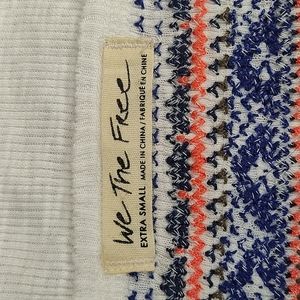 We The Free
EXTRA SMALL
MADE IN CHINA / FABRIQUÉ EN CHINE